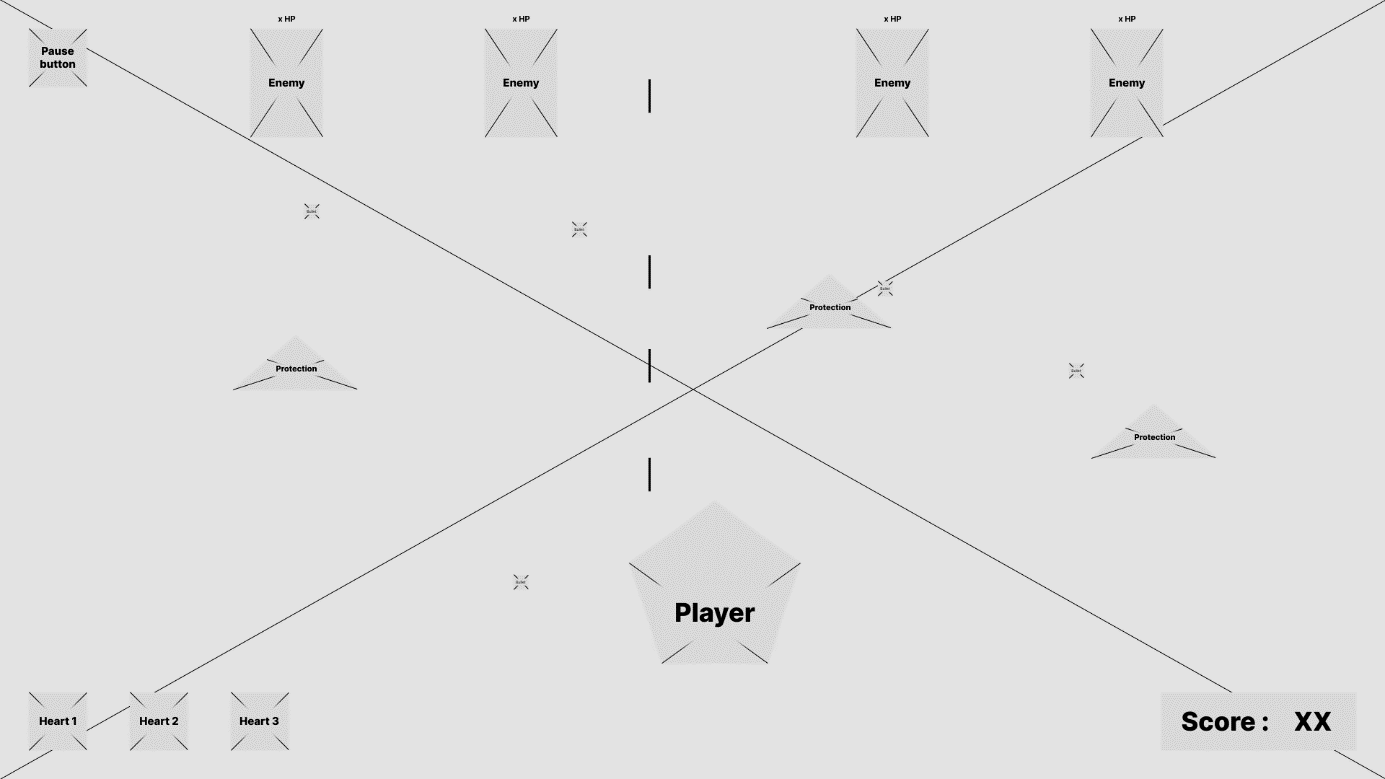 x HP
x HP
x HP
x HP
Pause
button
Enemy
Enemy
Enemy
Enemy
Protection
Protection
Protection
Player
Heart 1
Heart 2
Heart 3
Score : XX